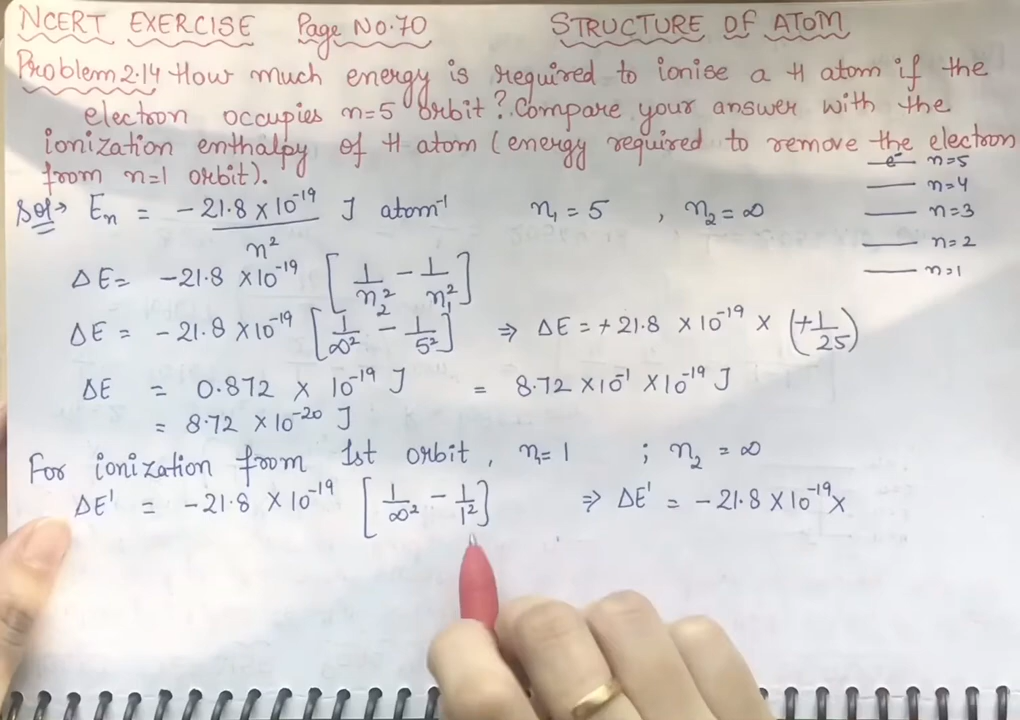 NCERT EXERCISE Page No.70 STRUCTURE OF ATOM
Problem 2.14 How much energy is required to ionise a H atom if the
electron occupies n=5 orbit? Compare your answer with the
ionization enthalpy of H atom (energy required to remove the electron
from n=1 orbit).
e⁻ n=5
n=4
n=3
n=2
n=1
Sol→ Eₙ = -21.8 × 10⁻¹⁹ / n² J atom⁻¹ n₁ = 5 , n₂ = ∞
ΔE = -21.8 × 10⁻¹⁹ [1/n₂² - 1/n₁²]
ΔE = -21.8 × 10⁻¹⁹ [1/∞² - 1/5²] ⇒ ΔE = +21.8 × 10⁻¹⁹ × (+1/25)
ΔE = 0.872 × 10⁻¹⁹ J = 8.72 × 10⁻¹ × 10⁻¹⁹ J
= 8.72 × 10⁻²⁰ J
For ionization from 1st orbit, n₁ = 1 ; n₂ = ∞
ΔE' = -21.8 × 10⁻¹⁹ [1/∞² - 1/1²] ⇒ ΔE' = -21.8 × 10⁻¹⁹ ×